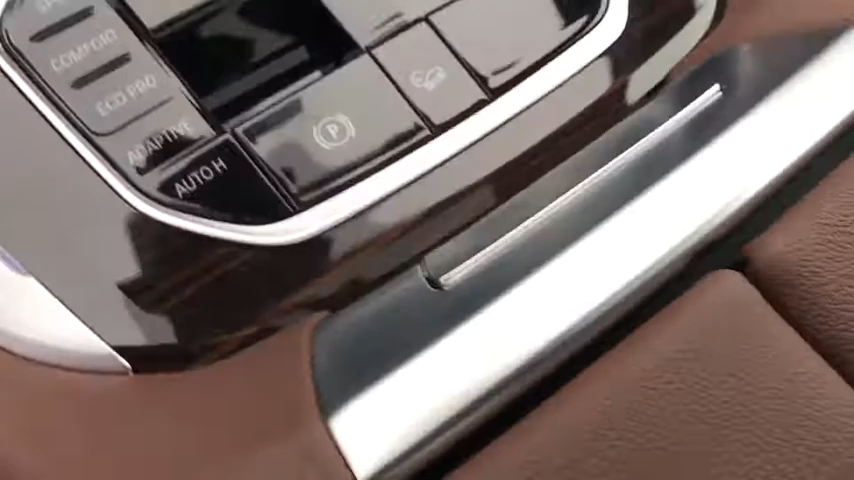 COMFORT
ECO PRO
ADAPTIVE
AUTO H
P